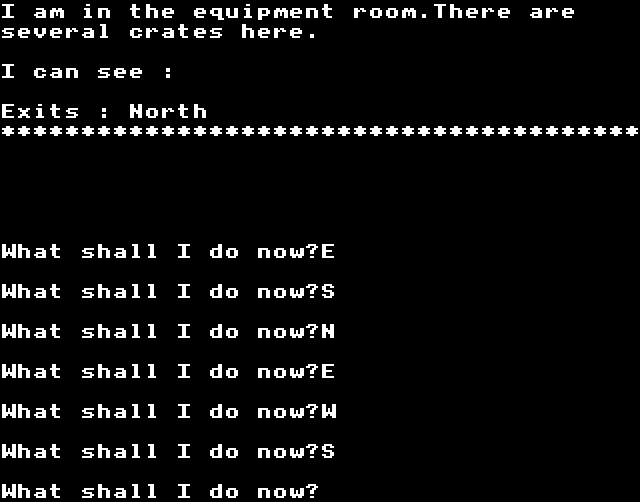 I am in the equipment room.There are
several crates here.
I can see :
Exits : North
****************************************
What shall I do now?E
What shall I do now?S
What shall I do now?N
What shall I do now?E
What shall I do now?W
What shall I do now?S
What shall I do now?